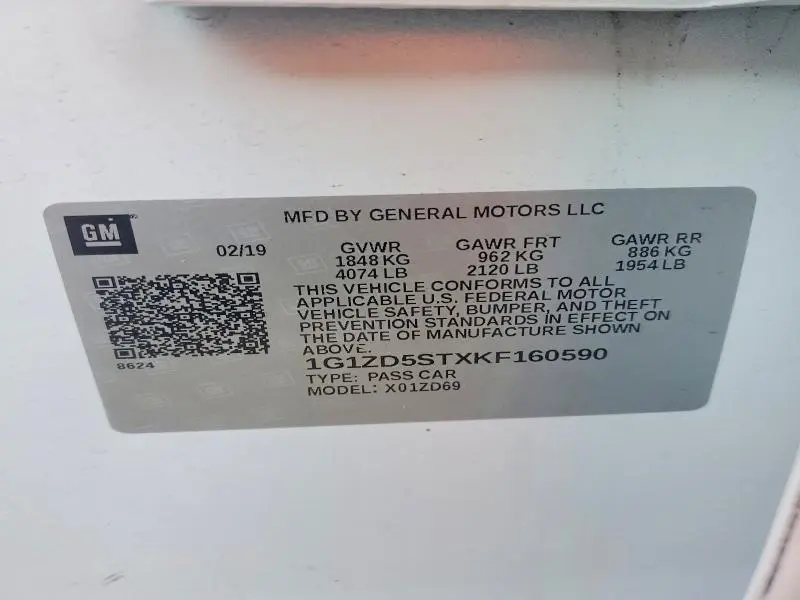 GM
MFD BY GENERAL MOTORS LLC
02/19
GVWR GAWR FRT GAWR RR
1848 KG 962 KG 886 KG
4074 LB 2120 LB 1954 LB
THIS VEHICLE CONFORMS TO ALL
APPLICABLE U.S. FEDERAL MOTOR
VEHICLE SAFETY, BUMPER, AND THEFT
PREVENTION STANDARDS IN EFFECT ON
THE DATE OF MANUFACTURE SHOWN
ABOVE.
8624
1G1ZD5STXKF160590
TYPE: PASS CAR
MODEL: X01ZD69